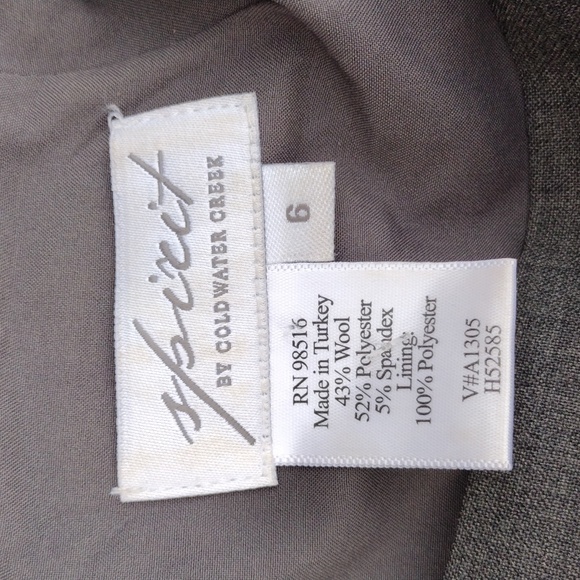 spirit
BY COLDWATER CREEK
6
RN 98516
Made in Turkey
43% Wool
52% Polyester
5% Spandex
Lining:
100% Polyester
V#A1305
H52585